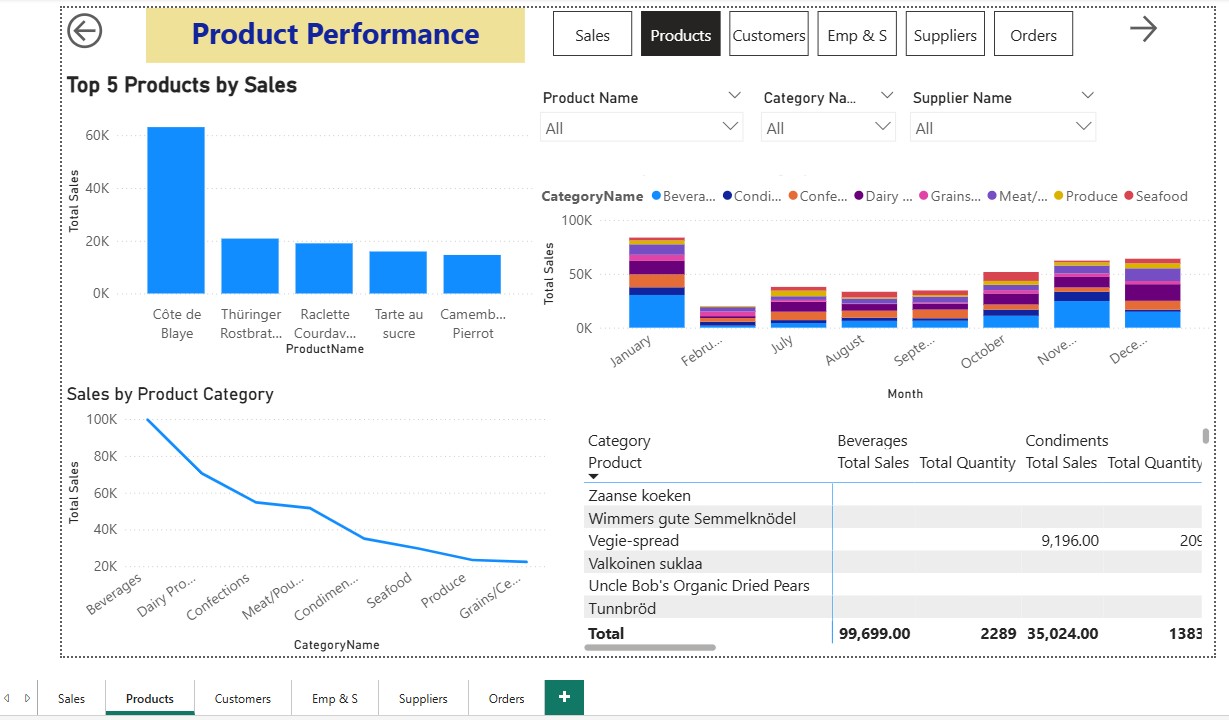 Product Performance
Sales
Products
Customers
Emp & S
Suppliers
Orders
Top 5 Products by Sales
Total Sales
60K
40K
20K
0K
Côte de Blaye
Thüringer Rostbrat...
Raclette Courdav...
Tarte au sucre
Camemb... Pierrot
ProductName
Product Name
All
Category Na...
All
Supplier Name
All
CategoryName Bevera... Condi... Confe... Dairy ... Grains... Meat/... Produce Seafood
Total Sales
100K
50K
0K
January
Febru...
July
August
Septe...
October
Nove...
Dece...
Month
Sales by Product Category
Total Sales
100K
80K
60K
40K
20K
Beverages
Dairy Pro...
Confections
Meat/Pou...
Condimen...
Seafood
Produce
Grains/Ce...
CategoryName
Category Beverages Condiments
Product Total Sales Total Quantity Total Sales Total Quantity
Zaanse koeken
Wimmers gute Semmelknödel
Vegie-spread 9,196.00 209
Valkoinen suklaa
Uncle Bob's Organic Dried Pears
Tunnbröd
Total 99,699.00 2289 35,024.00 1383
Sales
Products
Customers
Emp & S
Suppliers
Orders
+